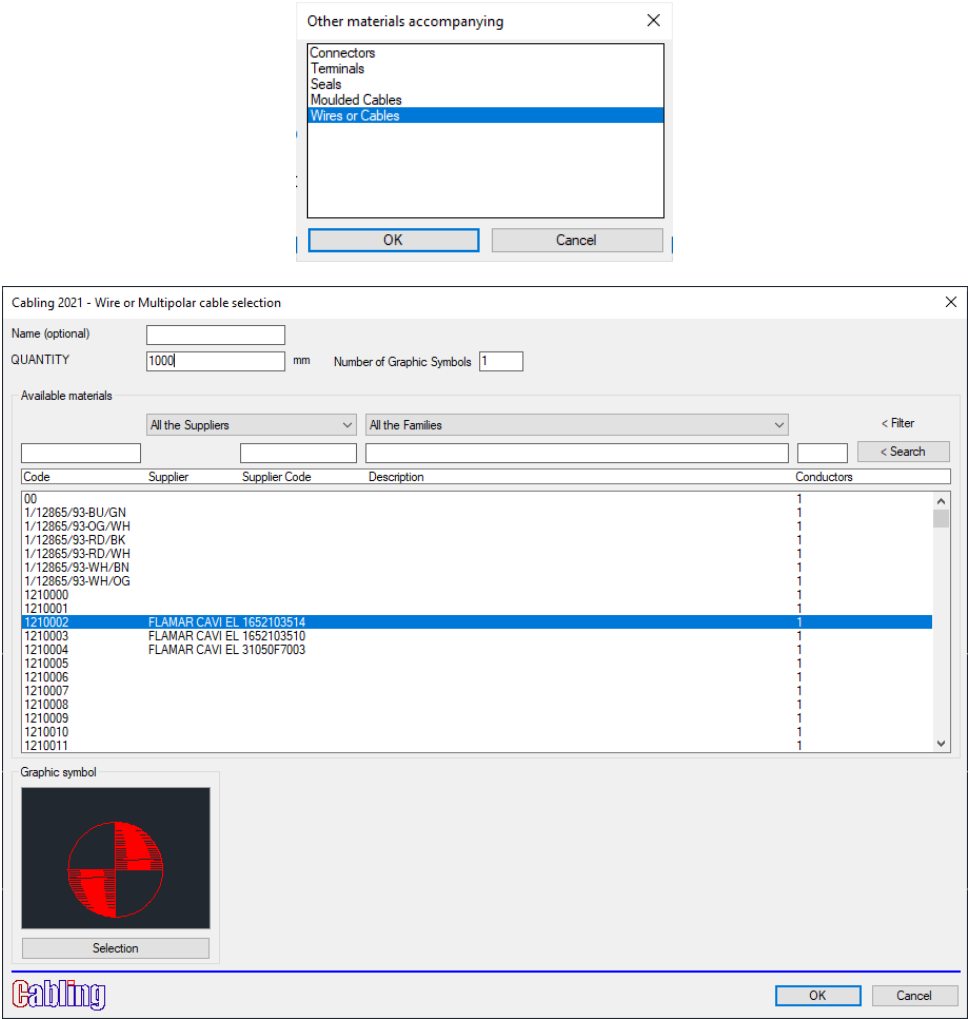 Other materials accompanying
Connectors
Terminals
Seals
Moulded Cables
Wires or Cables
OK Cancel
Cabling 2021 - Wire or Multipolar cable selection
Name (optional)
QUANTITY 1000 mm Number of Graphic Symbols 1
Available materials
All the Suppliers All the Families < Filter
< Search
Code Supplier Supplier Code Description Conductors
00 1
1/12865/93-BU/GN 1
1/12865/93-OG/WH 1
1/12865/93-RD/BK 1
1/12865/93-RD/WH 1
1/12865/93-WH/BN 1
1/12865/93-WH/OG 1
1210000 1
1210001 1
1210002 FLAMAR CAVI EL 1652103514 1
1210003 FLAMAR CAVI EL 1652103510 1
1210004 FLAMAR CAVI EL 31050F7003 1
1210005 1
1210006 1
1210007 1
1210008 1
1210009 1
1210010 1
1210011 1
Graphic symbol
Selection
Cabling
OK Cancel